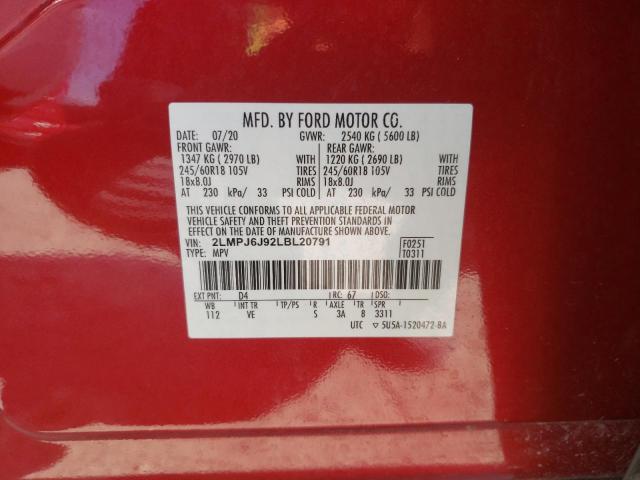 MFD. BY FORD MOTOR CO.
DATE: 07/20 GVWR: 2540 KG ( 5600 LB)
FRONT GAWR: REAR GAWR:
1347 KG ( 2970 LB) WITH 1220 KG ( 2690 LB) WITH
245/60R18 105V TIRES 245/60R18 105V TIRES
18x8.0J RIMS 18x8.0J RIMS
AT 230 kPa/ 33 PSI COLD AT 230 kPa/ 33 PSI COLD
THIS VEHICLE CONFORMS TO ALL APPLICABLE FEDERAL MOTOR
VEHICLE SAFETY AND THEFT PREVENTION STANDARDS IN
EFFECT ON THE DATE OF MANUFACTURE SHOWN ABOVE.
VIN: 2LMPJ6J92LBL20791 F0251
TYPE: MPV T0311
EXT PNT: D4 RC: 67 DSO:
WB INT TR TP/PS R AXLE TR SPR
112 VE S 3A 8 3311
UTC 5U5A-1520472-BA